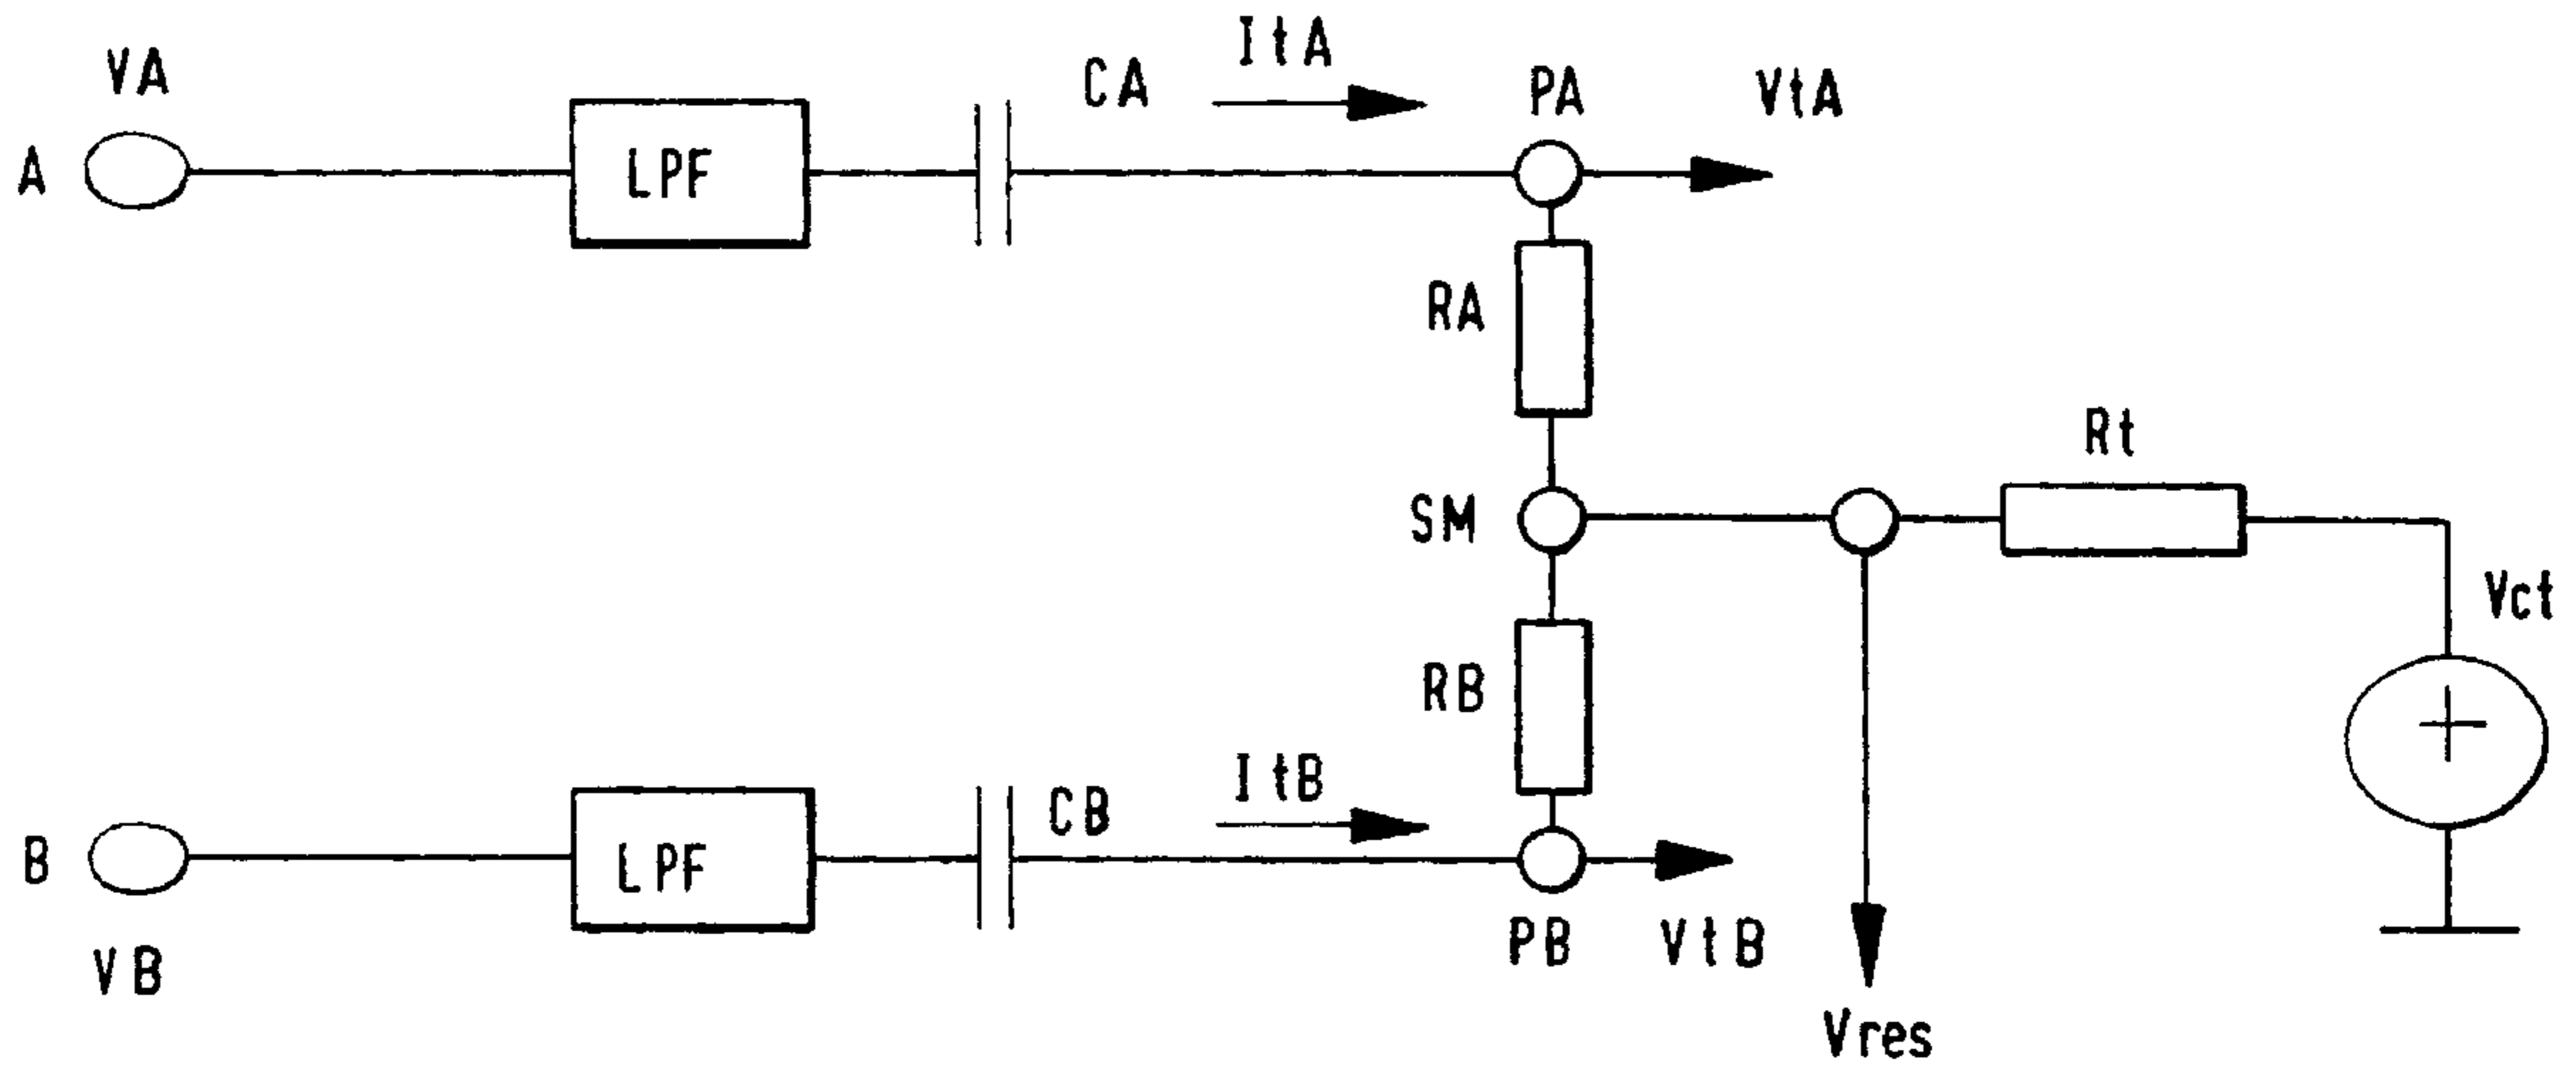 VA
A
LPF
CA
ItA
PA
VtA
RA
SM
Rt
Vct
RB
B
VB
LPF
CB
ItB
PB
VtB
Vres